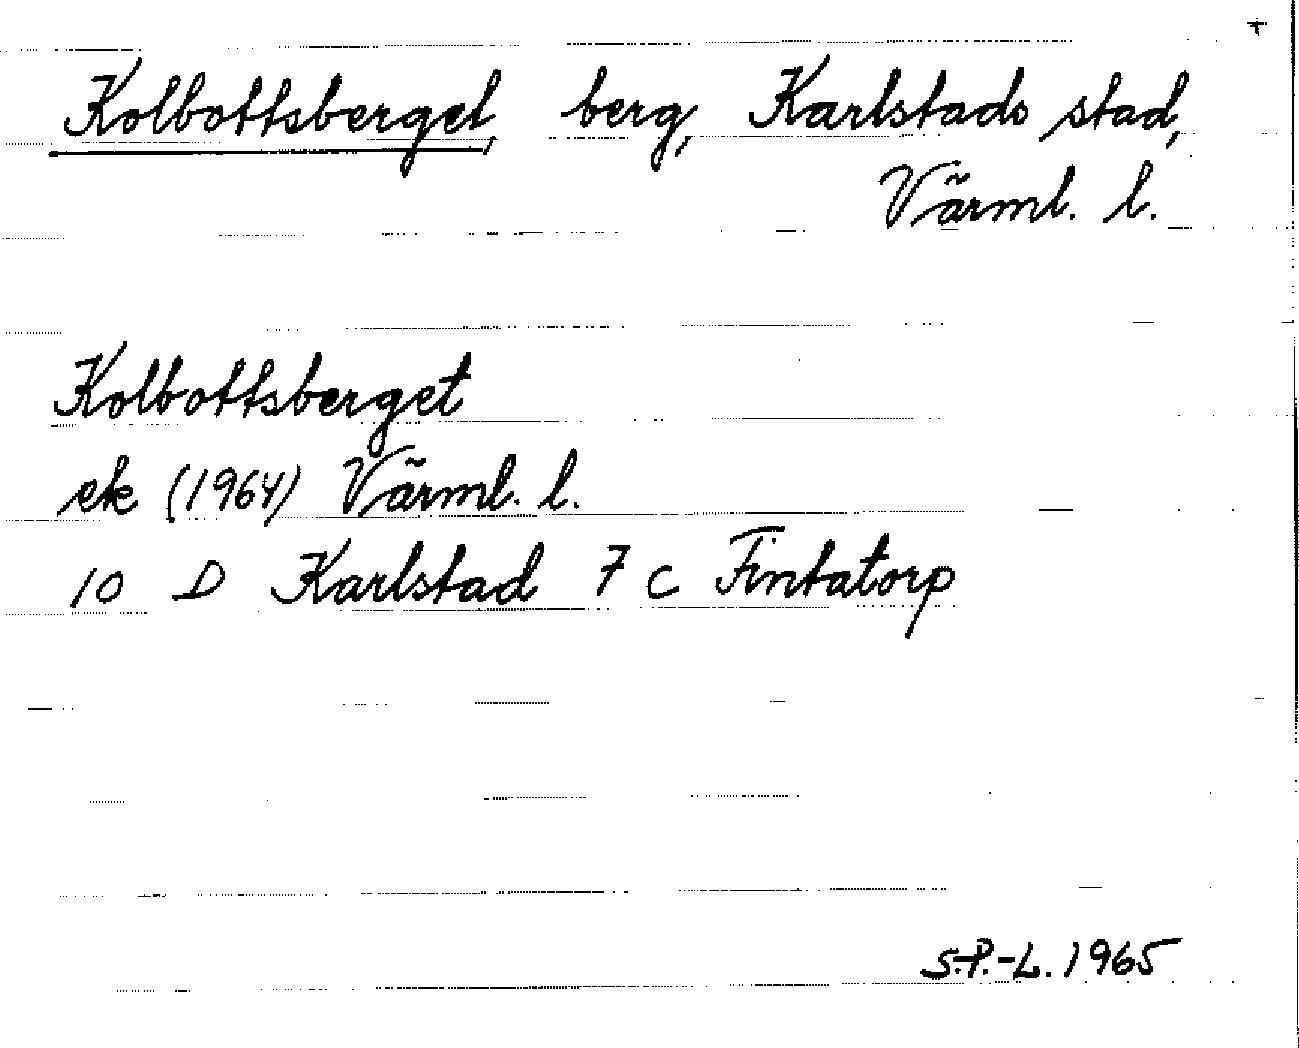 Kolbottsberget, berg, Karlstads stad,
Värml. l.
Kolbottsberget
ek (1964) Värml. l.
10 D Karlstad 7 c Fintatorp
S.P.-L. 1965